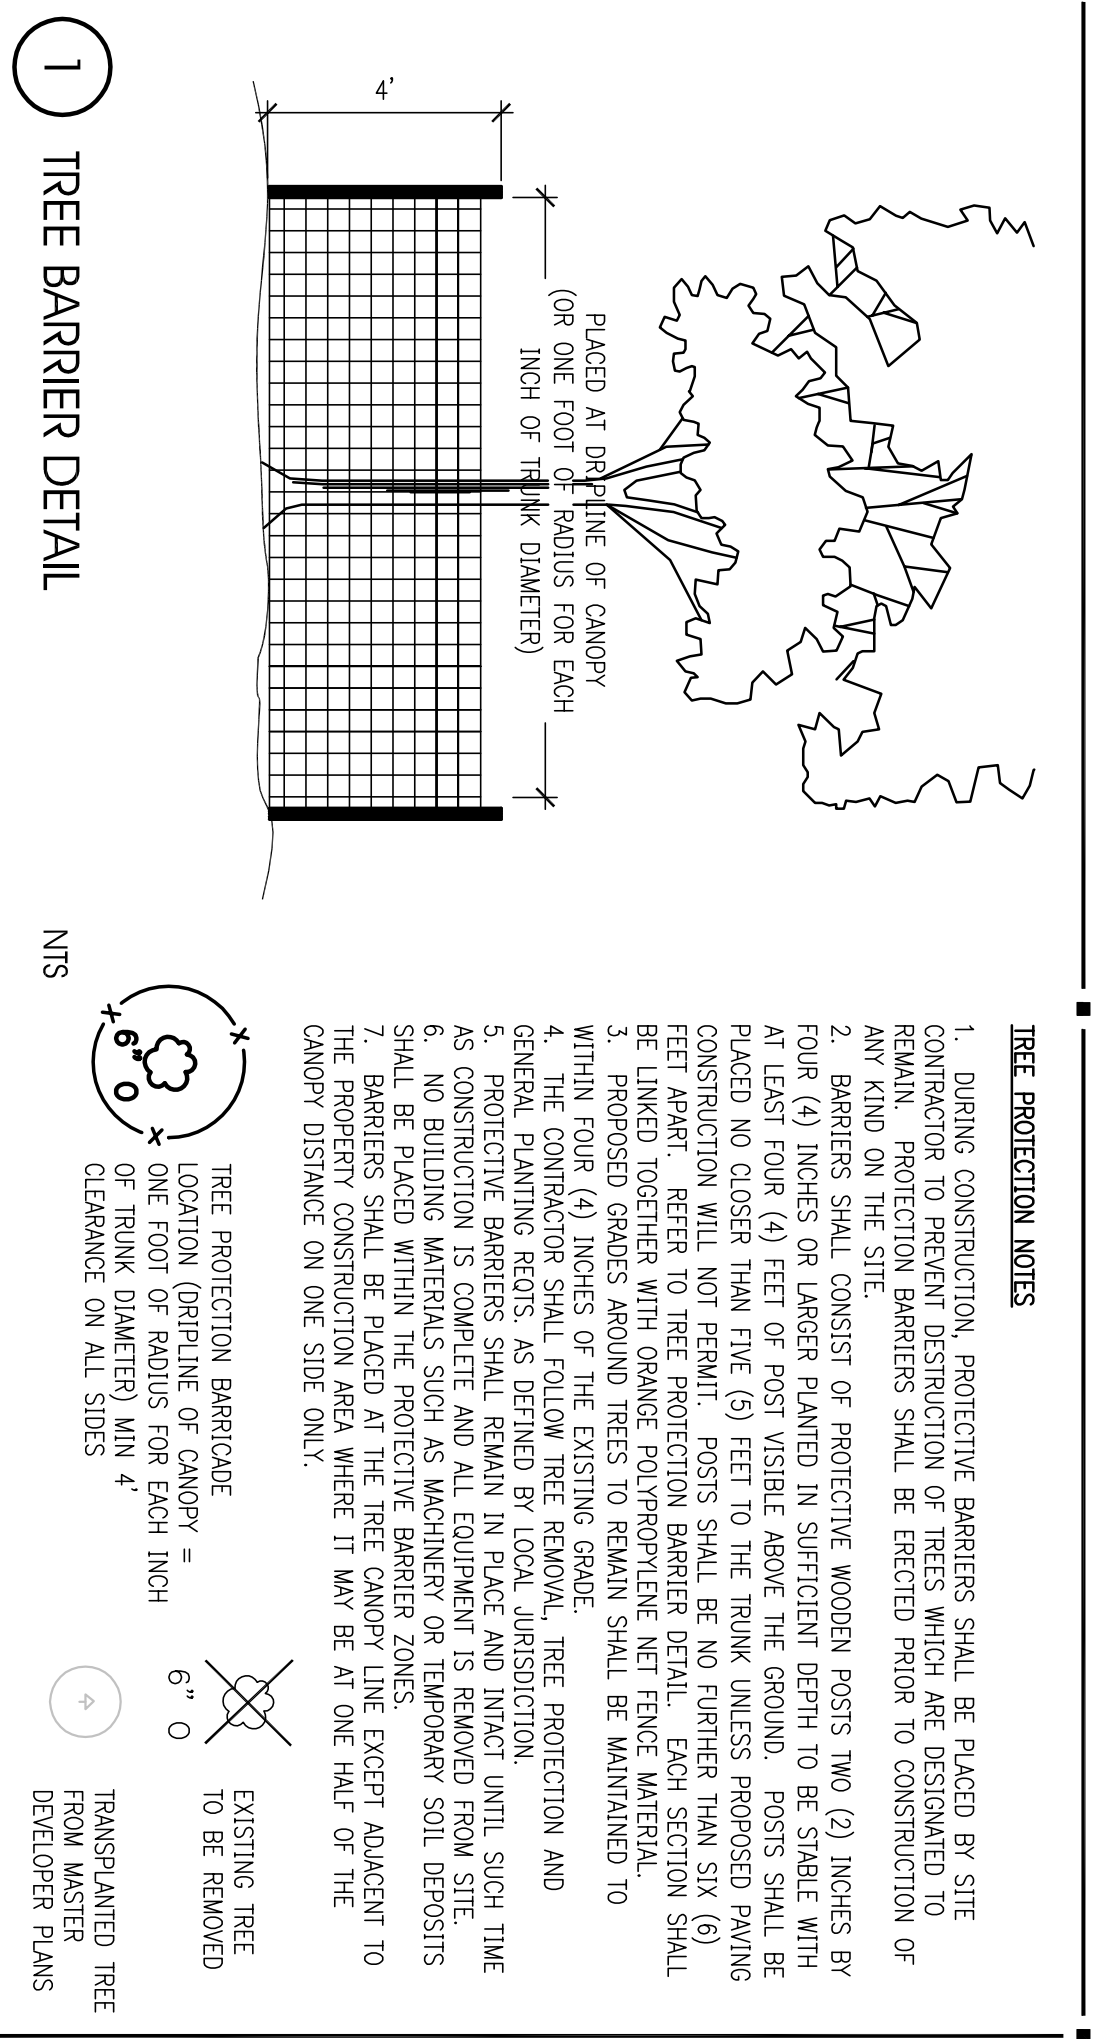 4'
PLACED AT DRIPLINE OF CANOPY
(OR ONE FOOT OF RADIUS FOR EACH
INCH OF TRUNK DIAMETER)
1
TREE BARRIER DETAIL
NTS
TREE PROTECTION NOTES
1. DURING CONSTRUCTION, PROTECTIVE BARRIERS SHALL BE PLACED BY SITE
CONTRACTOR TO PREVENT DESTRUCTION OF TREES WHICH ARE DESIGNATED TO
REMAIN. PROTECTION BARRIERS SHALL BE ERECTED PRIOR TO CONSTRUCTION OF
ANY KIND ON THE SITE.
2. BARRIERS SHALL CONSIST OF PROTECTIVE WOODEN POSTS TWO (2) INCHES BY
FOUR (4) INCHES OR LARGER PLANTED IN SUFFICIENT DEPTH TO BE STABLE WITH
AT LEAST FOUR (4) FEET OF POST VISIBLE ABOVE THE GROUND. POSTS SHALL BE
PLACED NO CLOSER THAN FIVE (5) FEET TO THE TRUNK UNLESS PROPOSED PAVING
CONSTRUCTION WILL NOT PERMIT. POSTS SHALL BE NO FURTHER THAN SIX (6)
FEET APART. REFER TO TREE PROTECTION BARRIER DETAIL. EACH SECTION SHALL
BE LINKED TOGETHER WITH ORANGE POLYPROPYLENE NET FENCE MATERIAL.
3. PROPOSED GRADES AROUND TREES TO REMAIN SHALL BE MAINTAINED TO
WITHIN FOUR (4) INCHES OF THE EXISTING GRADE.
4. THE CONTRACTOR SHALL FOLLOW TREE REMOVAL, TREE PROTECTION AND
GENERAL PLANTING REQTS. AS DEFINED BY LOCAL JURISDICTION.
5. PROTECTIVE BARRIERS SHALL REMAIN IN PLACE AND INTACT UNTIL SUCH TIME
AS CONSTRUCTION IS COMPLETE AND ALL EQUIPMENT IS REMOVED FROM SITE.
6. NO BUILDING MATERIALS SUCH AS MACHINERY OR TEMPORARY SOIL DEPOSITS
SHALL BE PLACED WITHIN THE PROTECTIVE BARRIER ZONES.
7. BARRIERS SHALL BE PLACED AT THE TREE CANOPY LINE EXCEPT ADJACENT TO
THE PROPERTY CONSTRUCTION AREA WHERE IT MAY BE AT ONE HALF OF THE
CANOPY DISTANCE ON ONE SIDE ONLY.
6" O
TREE PROTECTION BARRICADE
LOCATION (DRIPLINE OF CANOPY =
ONE FOOT OF RADIUS FOR EACH INCH
OF TRUNK DIAMETER) MIN 4'
CLEARANCE ON ALL SIDES
6" O
EXISTING TREE
TO BE REMOVED
TRANSPLANTED TREE
FROM MASTER
DEVELOPER PLANS